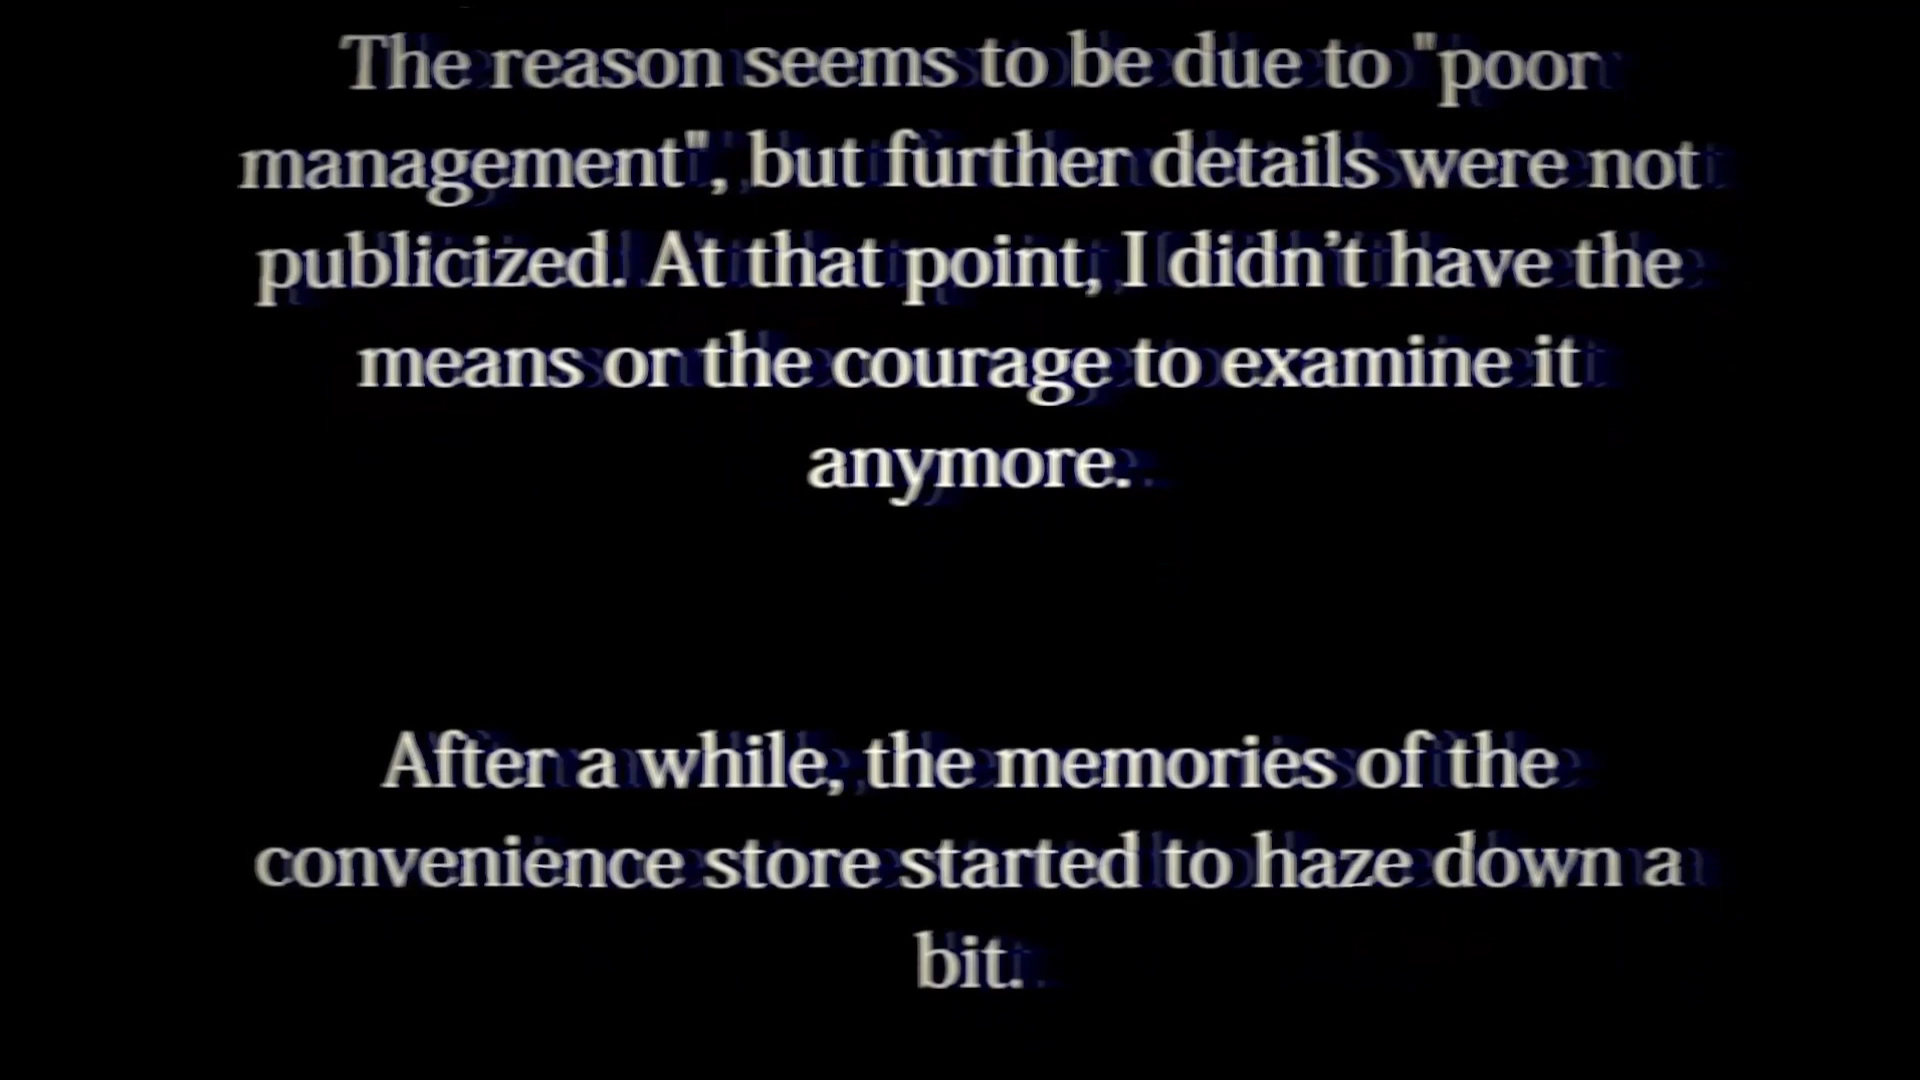 The reason seems to be due to "poor
management", but further details were not
publicized. At that point, I didn’t have the
means or the courage to examine it
anymore.
After a while, the memories of the
convenience store started to haze down a
bit.